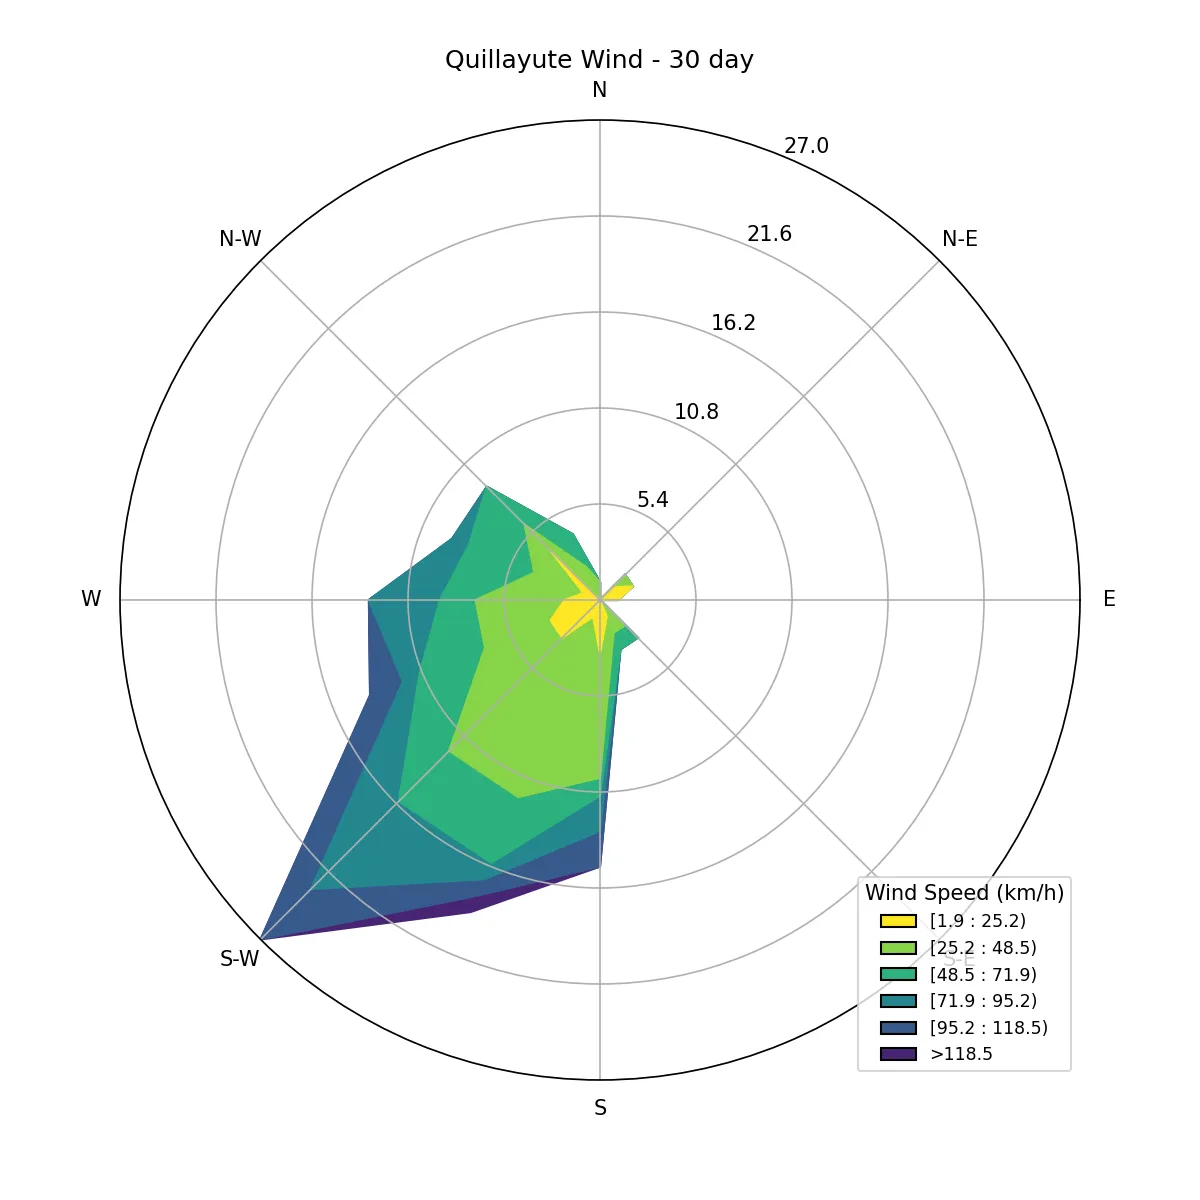 Quillayute Wind - 30 day
N
27.0
N-W
21.6
N-E
16.2
10.8
5.4
W
E
Wind Speed (km/h)
[1.9 : 25.2)
[25.2 : 48.5)
S-W
S-E
[48.5 : 71.9)
[71.9 : 95.2)
[95.2 : 118.5)
>118.5
S